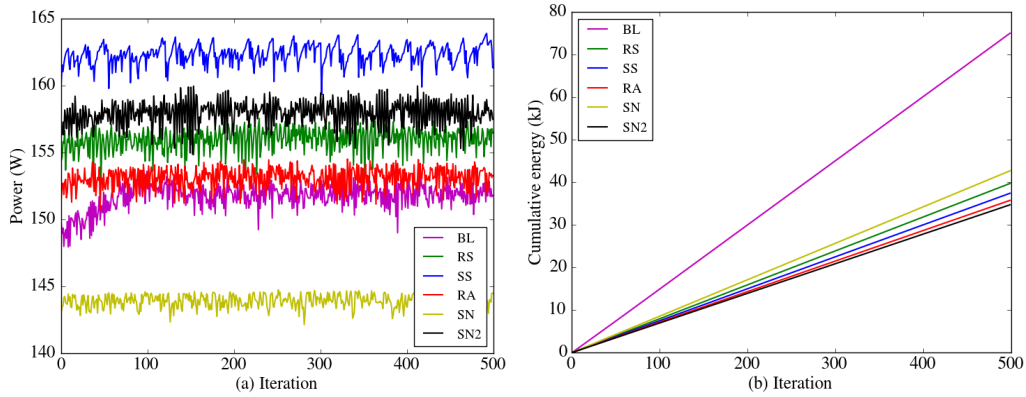 165
160
155
150
145
140
Power (W)
BL
RS
SS
RA
SN
SN2
0
100
200
300
400
500
(a) Iteration
80
70
60
50
40
30
20
10
0
Cumulative energy (kJ)
BL
RS
SS
RA
SN
SN2
0
100
200
300
400
500
(b) Iteration